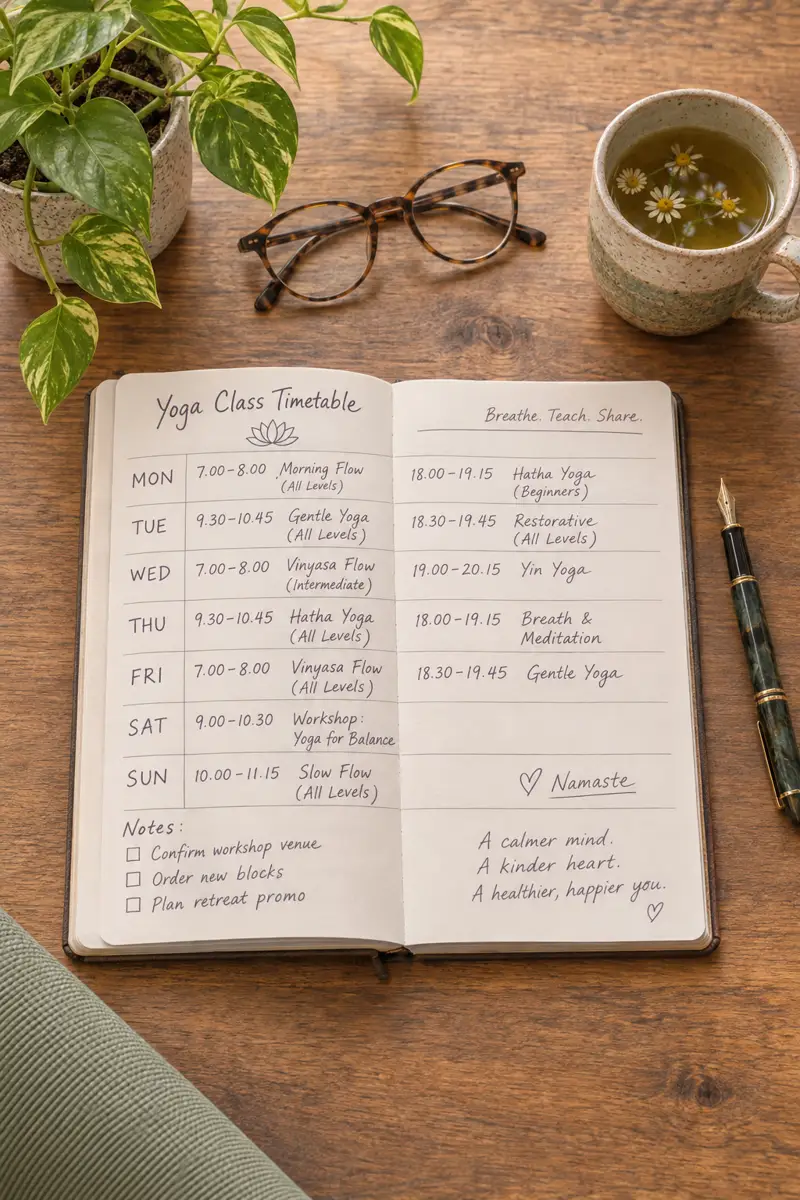 Yoga Class Timetable
MON 7.00-8.00 Morning Flow
(All Levels)
TUE 9.30-10.45 Gentle Yoga
(All Levels)
WED 7.00-8.00 Vinyasa Flow
(Intermediate)
THU 9.30-10.45 Hatha Yoga
(All Levels)
FRI 7.00-8.00 Vinyasa Flow
(All Levels)
SAT 9.00-10.30 Workshop:
Yoga for Balance
SUN 10.00-11.15 Slow Flow
(All Levels)
Notes:
Confirm workshop venue
Order new blocks
Plan retreat promo
Breathe. Teach. Share.
18.00-19.15 Hatha Yoga
(Beginners)
18.30-19.45 Restorative
(All Levels)
19.00-20.15 Yin Yoga
18.00-19.15 Breath &
Meditation
18.30-19.45 Gentle Yoga
Namaste
A calmer mind.
A kinder heart.
A healthier, happier you.